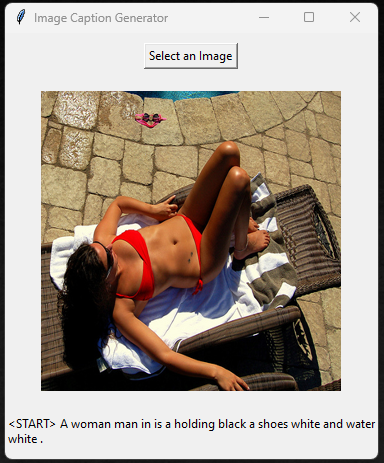 Image Caption Generator
Select an Image
<START> A woman man in is a holding black a shoes white and water
white .